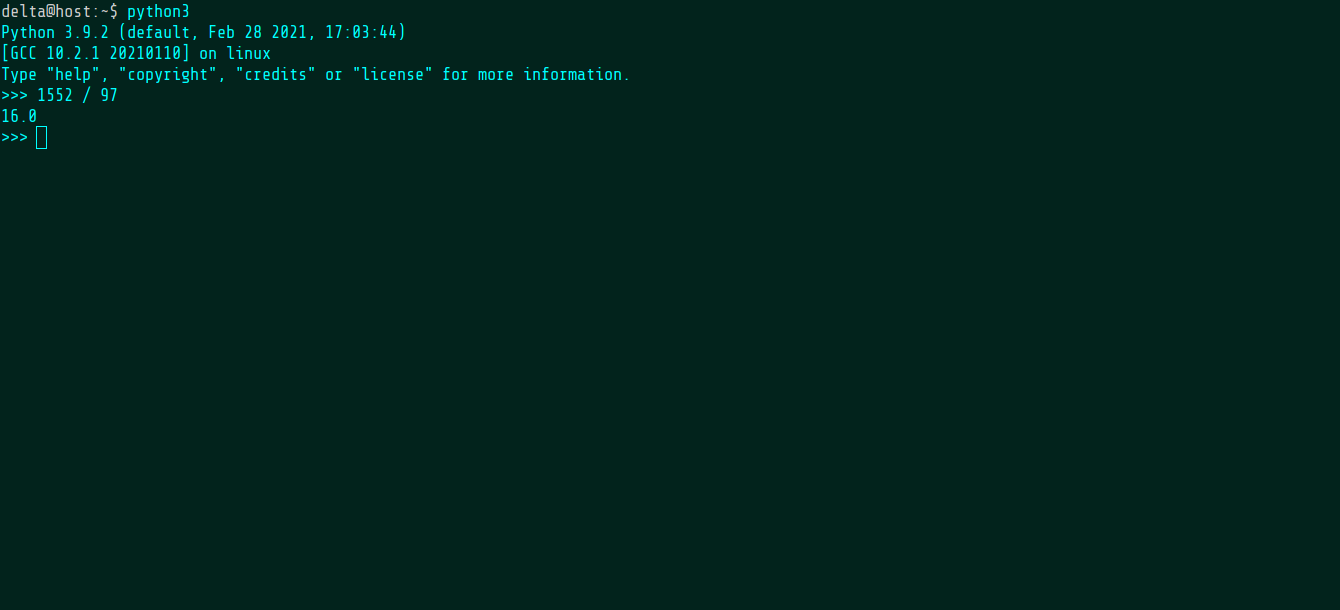 delta@host:~$ python3
Python 3.9.2 (default, Feb 28 2021, 17:03:44)
[GCC 10.2.1 20210110] on linux
Type "help", "copyright", "credits" or "license" for more information.
>>> 1552 / 97
16.0
>>>